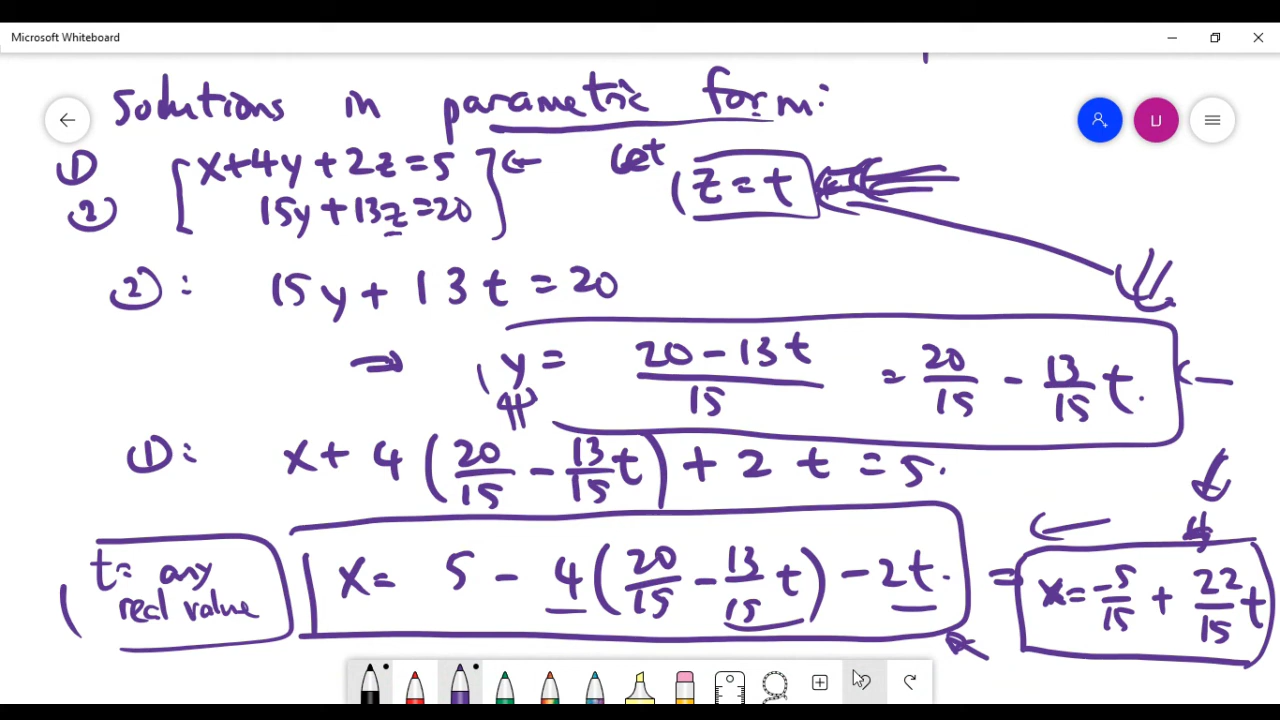 Microsoft Whiteboard
Solutions in parametric form:
① x+4y+2z=5 Let z=t
② 15y+13z=20
②: 15y+13t=20
⇒ y= (20-13t)/15 = 20/15 - 13/15 t.
①: x+4(20/15 - 13/15 t)+2t=5.
t= any real value
x= 5-4(20/15 - 13/15 t)-2t. = x= -5/15 + 22/15 t